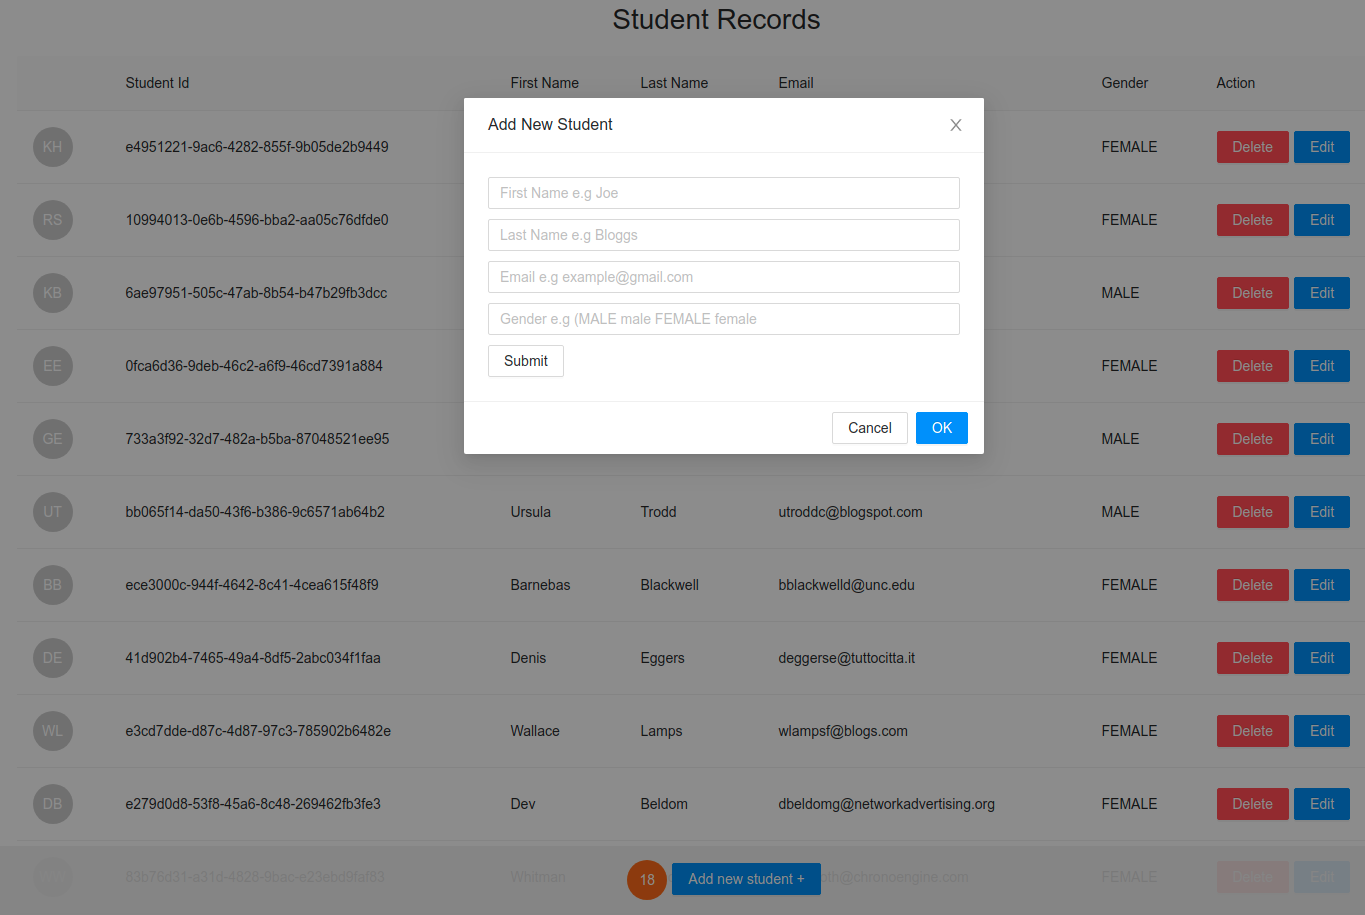 Student Records
Student Id First Name Last Name Email Gender Action
Add New Student
KH e4951221-9ac6-4282-855f-9b05de2b9449 FEMALE Delete Edit
First Name e.g Joe
RS 10994013-0e6b-4596-bba2-aa05c76dfde0 FEMALE Delete Edit
Last Name e.g Bloggs
Email e.g example@gmail.com
KB 6ae97951-505c-47ab-8b54-b47b29fb3dcc MALE Delete Edit
Gender e.g (MALE male FEMALE female
Submit
EE 0fca6d36-9deb-46c2-a6f9-46cd7391a884 FEMALE Delete Edit
Cancel OK
GE 733a3f92-32d7-482a-b5ba-87048521ee95 MALE Delete Edit
UT bb065f14-da50-43f6-b386-9c6571ab64b2 Ursula Trodd utroddc@blogspot.com MALE Delete Edit
BB ece3000c-944f-4642-8c41-4cea615f48f9 Barnebas Blackwell bblackwelld@unc.edu FEMALE Delete Edit
DE 41d902b4-7465-49a4-8df5-2abc034f1faa Denis Eggers deggerse@tuttocitta.it FEMALE Delete Edit
WL e3cd7dde-d87c-4d87-97c3-785902b6482e Wallace Lamps wlampsf@blogs.com FEMALE Delete Edit
DB e279d0d8-53f8-45a6-8c48-269462fb3fe3 Dev Beldom dbeldomg@networkadvertising.org FEMALE Delete Edit
83b76d31-a31d-4828-9bac-e23ebd9faf83 Whitman 18 Add new student + oth@chronoengine.com FEMALE Delete Edit